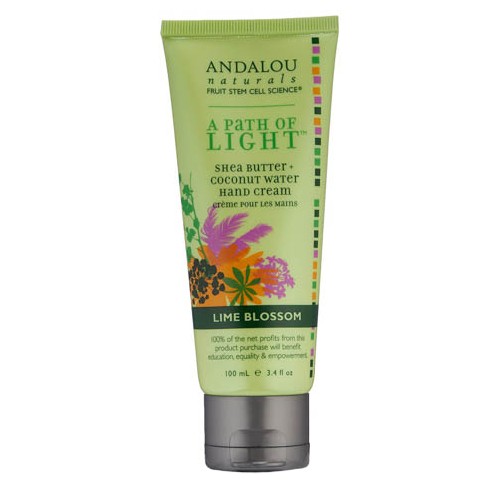 ANDALOU
naturals
FRUIT STEM CELL SCIENCE®
A PATH OF
LIGHT™
SHEA BUTTER +
COCONUT WATER
HAND CREAM
CRÈME POUR LES MAINS
LIME BLOSSOM
100% of the net profits from this
product purchase will benefit
education, equality & empowerment.
100 mL ℮ 3.4 fl oz